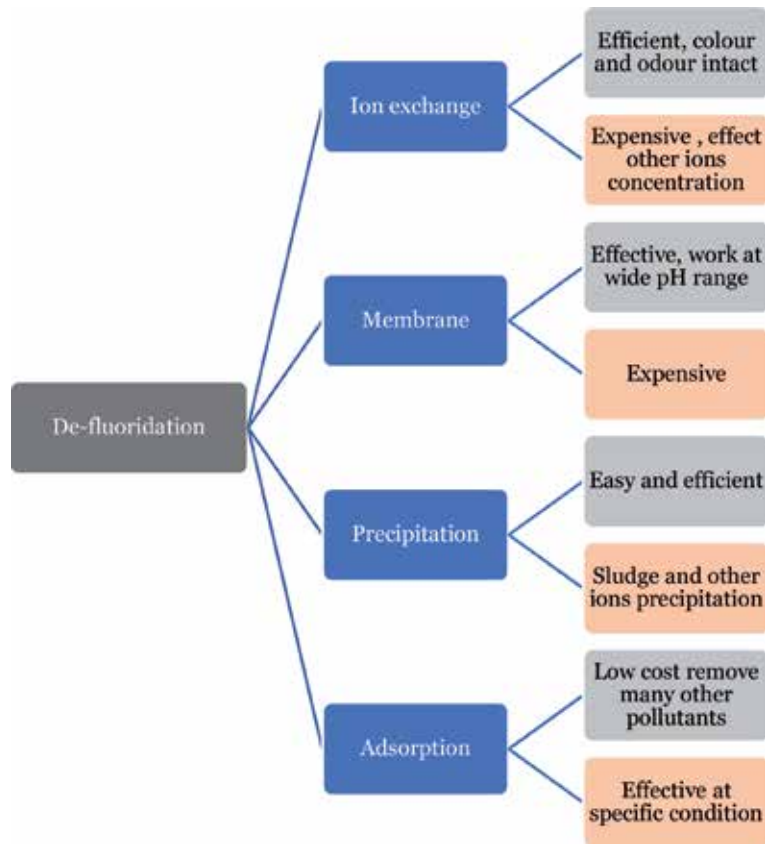 De-fluoridation
Ion exchange
Efficient, colour
and odour intact
Expensive , effect
other ions
concentration
Membrane
Effective, work at
wide pH range
Expensive
Precipitation
Easy and efficient
Sludge and other
ions precipitation
Adsorption
Low cost remove
many other
pollutants
Effective at
specific condition